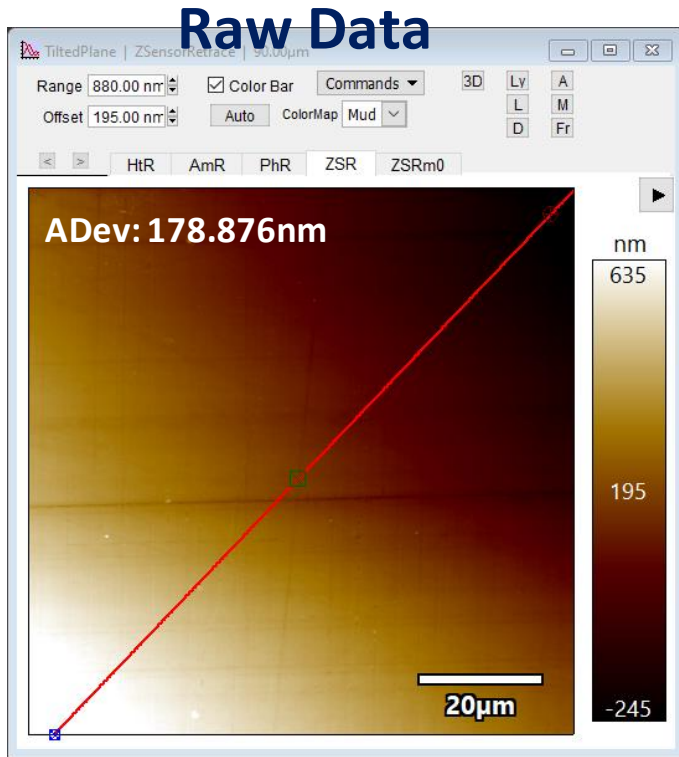 Raw Data
TiltedPlane | ZSensorRetrace | 90.00µm
Range 880.00 nm Color Bar Commands 3D Ly A
Offset 195.00 nm Auto ColorMap Mud L M
D Fr
< > HtR AmR PhR ZSR ZSRm0
ADev: 178.876nm
nm
635
195
20µm
-245